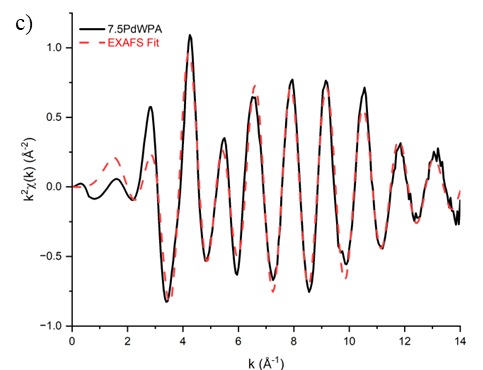 c)
7.5PdWPA
EXAFS Fit
1.0
0.5
0.0
−0.5
−1.0
k²χ(k) (Å⁻²)
0 2 4 6 8 10 12 14
k (Å⁻¹)